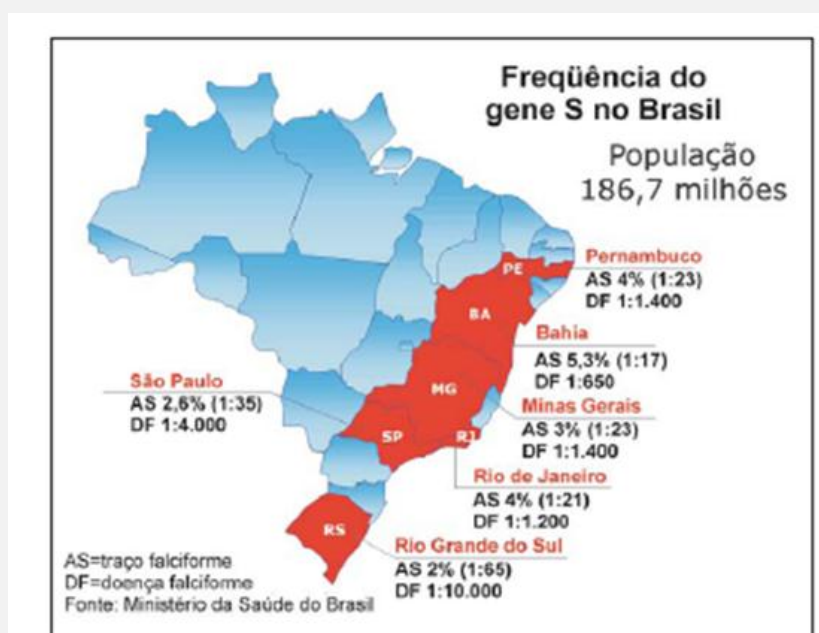 Freqüência do
gene S no Brasil
População
186,7 milhões
Pernambuco
AS 4% (1:23)
DF 1:1.400
PE
BA
Bahia
AS 5,3% (1:17)
DF 1:650
São Paulo
AS 2,6% (1:35)
DF 1:4.000
MG
Minas Gerais
AS 3% (1:23)
DF 1:1.400
SP
RJ
Rio de Janeiro
AS 4% (1:21)
DF 1:1.200
RS
Rio Grande do Sul
AS 2% (1:65)
DF 1:10.000
AS=traço falciforme
DF=doença falciforme
Fonte: Ministério da Saúde do Brasil